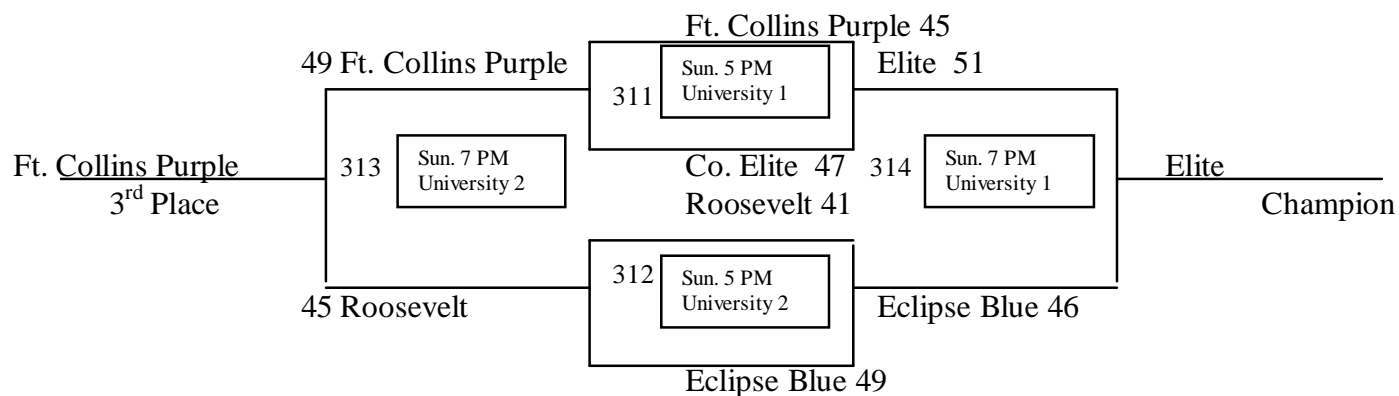 Ft. Collins Purple 45
49 Ft. Collins Purple
Sun. 5 PM
University 1
311
Elite 51
Ft. Collins Purple
3rd Place
313
Sun. 7 PM
University 2
Co. Elite 47
Roosevelt 41
314
Sun. 7 PM
University 1
Elite
Champion
45 Roosevelt
312
Sun. 5 PM
University 2
Eclipse Blue 46
Eclipse Blue 49